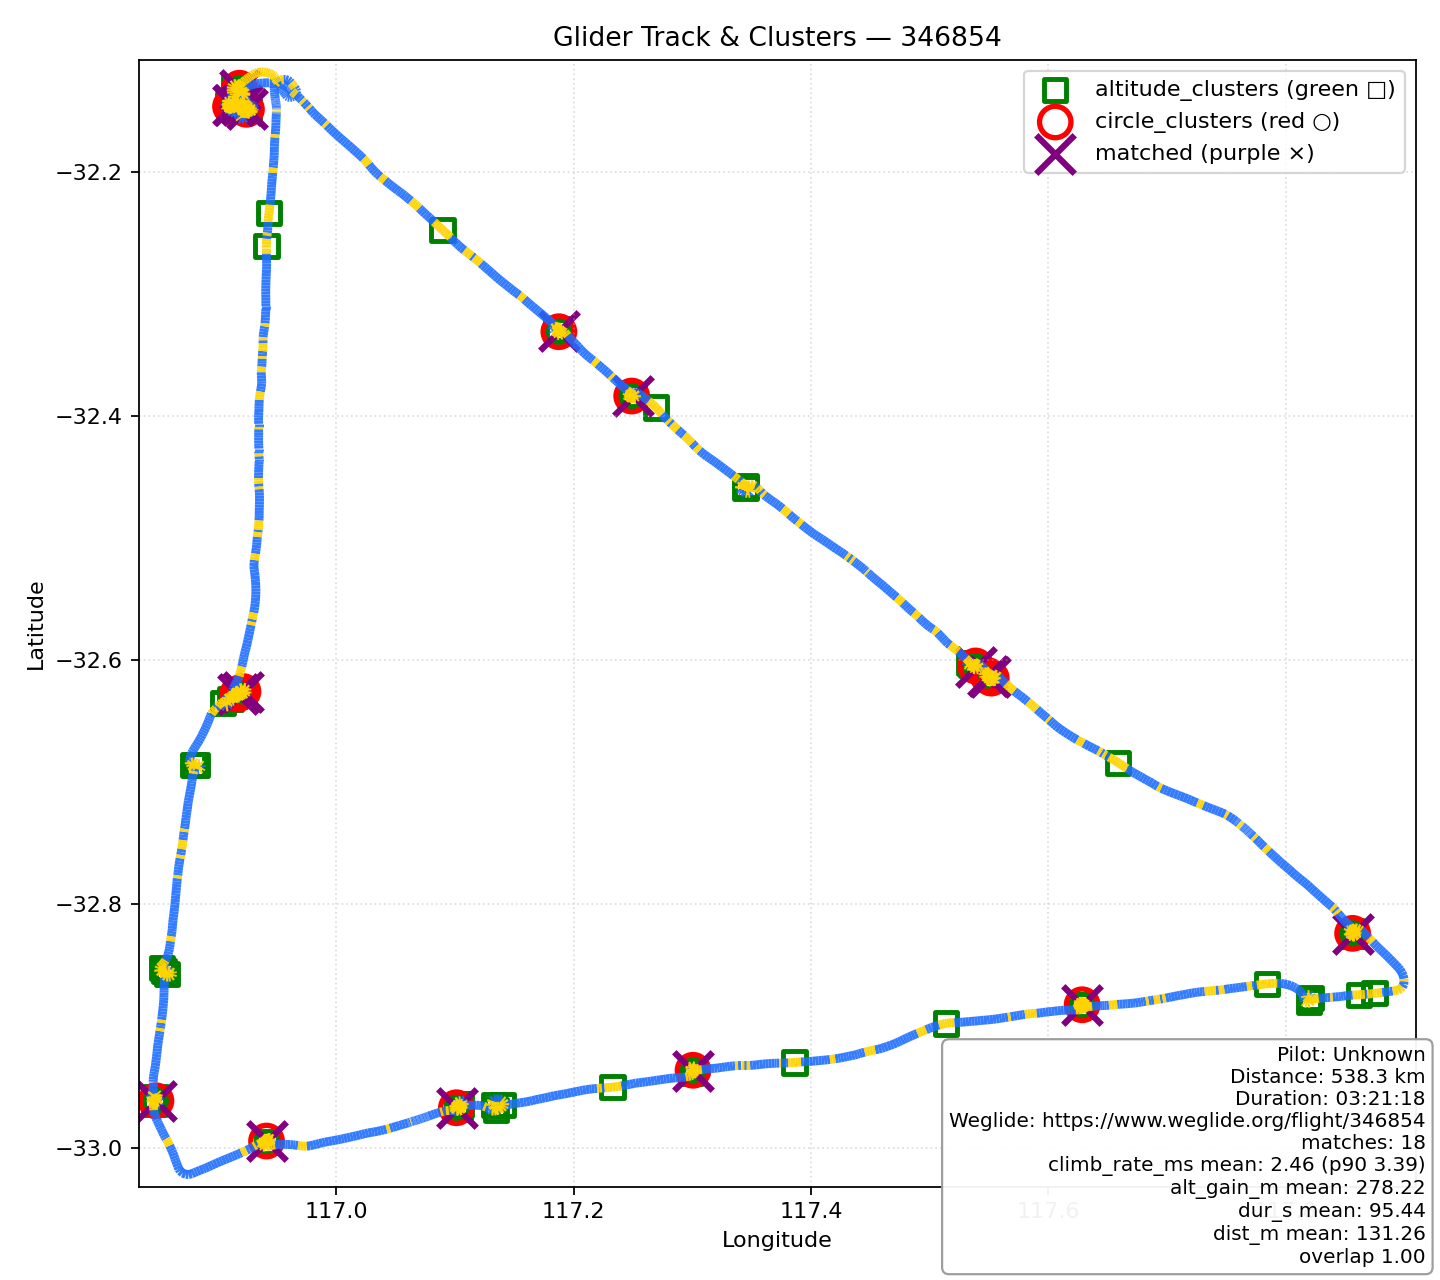 Glider Track & Clusters — 346854
altitude_clusters (green □)
circle_clusters (red ○)
matched (purple ×)
−32.2
−32.4
−32.6
−32.8
−33.0
Latitude
117.0
117.2
117.4
117.6
Longitude
Pilot: Unknown
Distance: 538.3 km
Duration: 03:21:18
Weglide: https://www.weglide.org/flight/346854
matches: 18
climb_rate_ms mean: 2.46 (p90 3.39)
alt_gain_m mean: 278.22
dur_s mean: 95.44
dist_m mean: 131.26
overlap 1.00